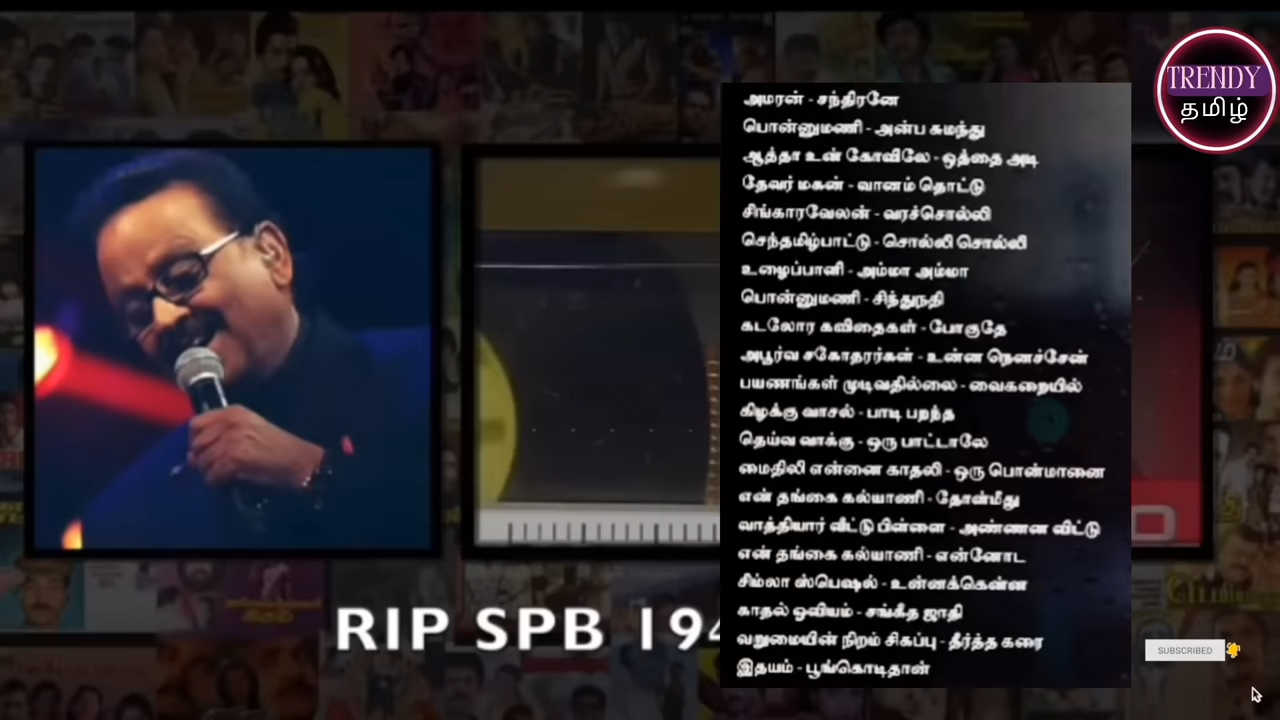 TRENDY
தமிழ்
அமரன் - சந்திரனே
பொன்னுமணி - அன்ப சுமந்து
ஆத்தா உன் கோவிலே - ஒத்தை அடி
தேவர் மகன் - வானம் தொட்டு
சிங்காரவேலன் - வரச்சொல்லி
செந்தமிழ்பாட்டு - சொல்லி சொல்லி
உழைப்பானி - அம்மா அம்மா
பொன்னுமணி - சிந்துநதி
கடலோர கவிதைகள் - போகுதே
அபூர்வ சகோதரர்கள் - உன்ன நெனச்சேன்
பயணங்கள் முடிவதில்லை - வைகறையில்
கிழக்கு வாசல் - பாடி பறந்த
தெய்வ வாக்கு - ஒரு பாட்டாலே
மைதிலி என்னை காதலி - ஒரு பொன்மானை
என் தங்கை கல்யாணி - தோள்மீது
வாத்தியார் வீட்டு பிள்ளை - அண்ணன விட்டு
என் தங்கை கல்யாணி - என்னோட
சிம்லா ஸ்பெஷல் - உன்னக்கென்ன
காதல் ஓவியம் - சங்கீத ஜாதி
வறுமையின் நிறம் சிகப்பு - தீர்த்த கரை
இதயம் - பூங்கொடிதான்
RIP SPB 194
SUBSCRIBED